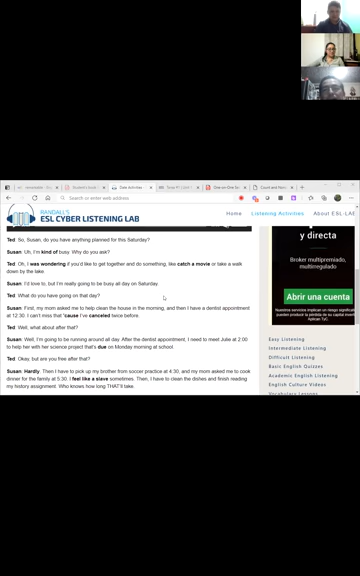 RANDALL'S
ESL CYBER LISTENING LAB
Home
Listening Activities
About ESL-LAB
Search or enter web address
Ted: So, Susan, do you have anything planned for this Saturday?
Susan: Uh, I'm kind of busy. Why do you ask?
Ted: Oh, I was wondering if you'd like to get together and do something, like catch a movie or take a walk
down by the lake.
Susan: I'd love to, but I'm really going to be busy all day on Saturday.
Ted: What do you have going on that day?
Susan: First, my mom asked me to help clean the house in the morning, and then I have a dentist appointment
at 12:30. I can't miss that 'cause I've canceled twice before.
Ted: Well, what about after that?
Susan: Well, I'm going to be running around all day. After the dentist appointment, I need to meet Julie at 2:00
to help her with her science project that's due on Monday morning at school.
Ted: Okay, but are you free after that?
Susan: Hardly. Then I have to pick up my brother from soccer practice at 4:30, and my mom asked me to cook
dinner for the family at 5:30. I feel like a slave sometimes. Then, I have to clean the dishes and finish reading
my history assignment. Who knows how long THAT'll take.
y directa
Broker multipremiado,
multirregulado
Abrir una cuenta
Easy Listening
Intermediate Listening
Difficult Listening
Basic English Quizzes
Academic English Listening
English Culture Videos
Vocabulary Lessons